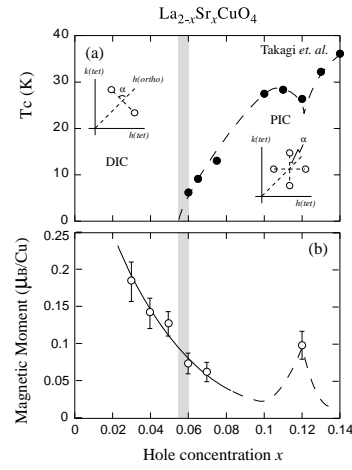 La2-xSrxCuO4
(a)
Takagi et. al.
k(tet)
h(ortho)
α
h(tet)
DIC
PIC
k(tet)
α
h(tet)
Tc (K)
40
30
20
10
0
(b)
Magnetic Moment (μB/Cu)
0.25
0.2
0.15
0.1
0.05
0
0 0.02 0.04 0.06 0.08 0.10 0.12 0.14
Hole concentration x